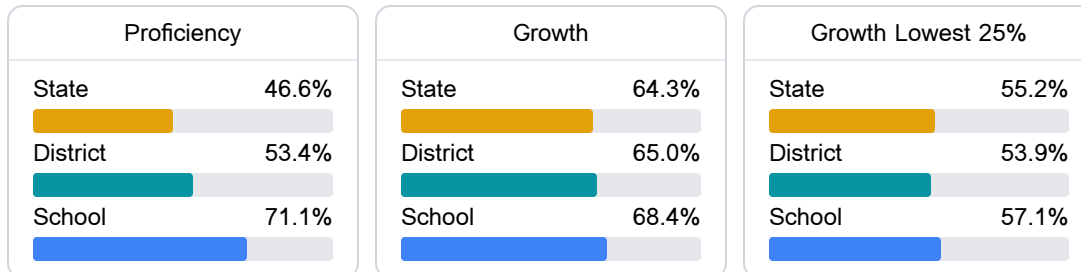 Proficiency
State 46.6%
District 53.4%
School 71.1%
Growth
State 64.3%
District 65.0%
School 68.4%
Growth Lowest 25%
State 55.2%
District 53.9%
School 57.1%